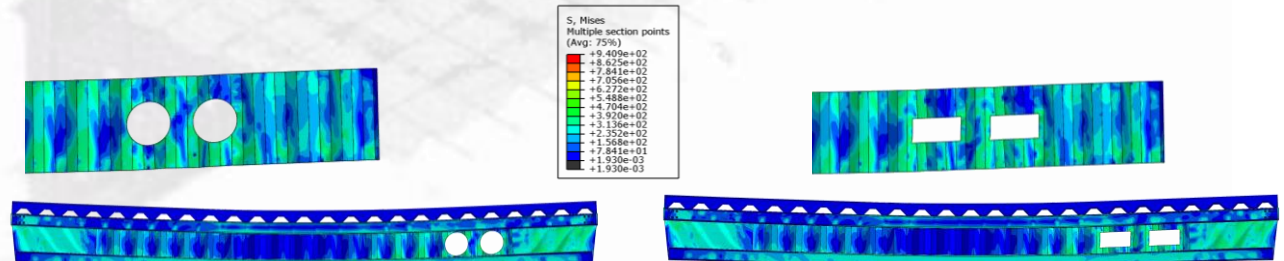 S, Mises
Multiple section points
(Avg: 75%)
+9.409e+02
+8.625e+02
+7.841e+02
+7.056e+02
+6.272e+02
+5.488e+02
+4.704e+02
+3.920e+02
+3.136e+02
+2.352e+02
+1.568e+02
+7.841e+01
+1.930e-03
+1.930e-03